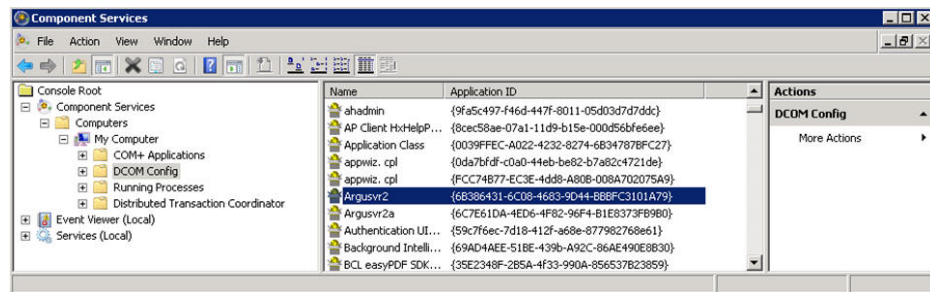 Component Services
File Action View Window Help
Console Root
Component Services
Computers
My Computer
COM+ Applications
DCOM Config
Running Processes
Distributed Transaction Coordinator
Event Viewer (Local)
Services (Local)
Name Application ID
ahadmin {9fa5c497-f46d-447f-8011-05d03d7d7ddc}
AP Client HxHelpP... {8cec58ae-07a1-11d9-b15e-000d56bfe6ee}
Application Class {0039FFEC-A022-4232-8274-6B34787BFC27}
appwiz.cpl {0da7bfdf-c0a0-44eb-be82-b7a82c4721de}
appwiz.cpl {FCC74B77-EC3E-4dd8-A80B-008A702075A9}
Argusvr2 {6B386431-6C08-4683-9D44-BBBFC3101A79}
Argusvr2a {6C7E61DA-4ED6-4F82-96F4-B1E8373FB9B0}
Authentication UI... {59c7f6ec-7d18-412f-a68e-877982768e61}
Background Intelli... {69AD4AEE-51BE-439b-A92C-86AE490E8B30}
BCL easyPDF SDK... {35E2348F-2B5A-4f33-990A-856537B23859}
Actions
DCOM Config
More Actions